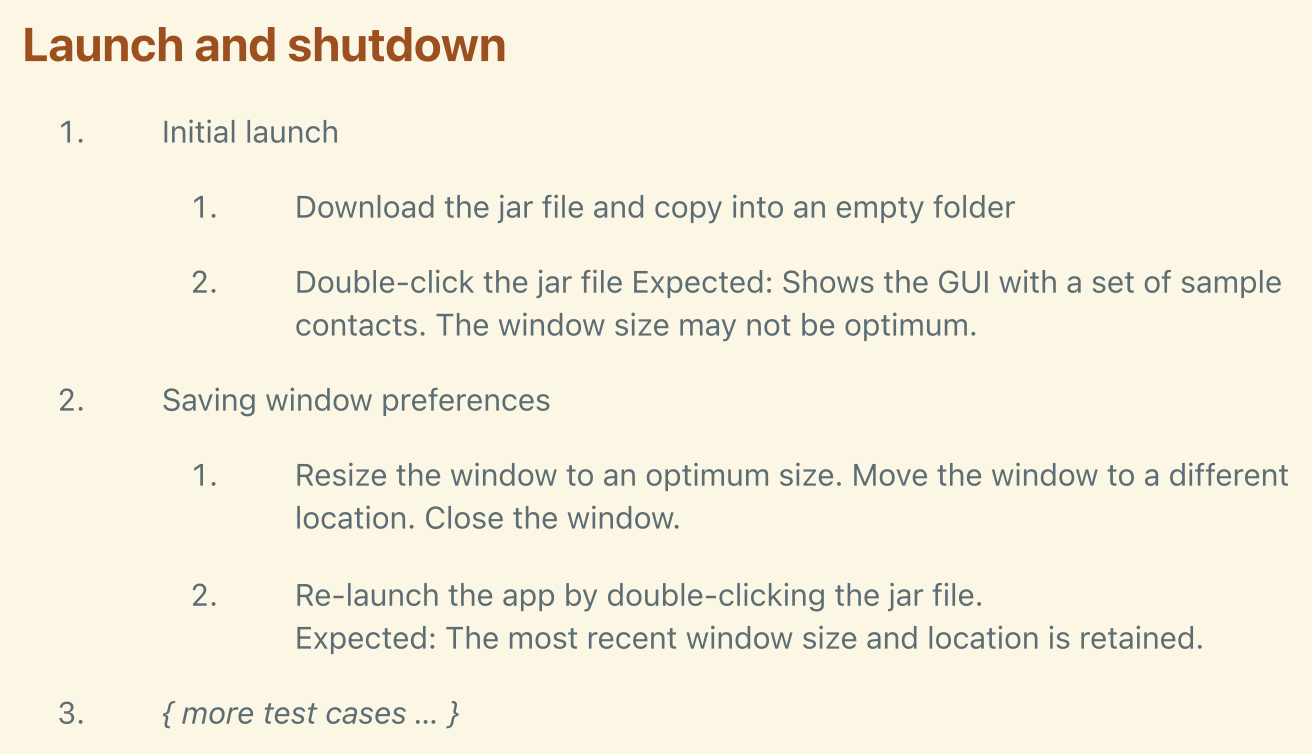 Launch and shutdown
1. Initial launch
1. Download the jar file and copy into an empty folder
2. Double-click the jar file Expected: Shows the GUI with a set of sample
contacts. The window size may not be optimum.
2. Saving window preferences
1. Resize the window to an optimum size. Move the window to a different
location. Close the window.
2. Re-launch the app by double-clicking the jar file.
Expected: The most recent window size and location is retained.
3. { more test cases … }